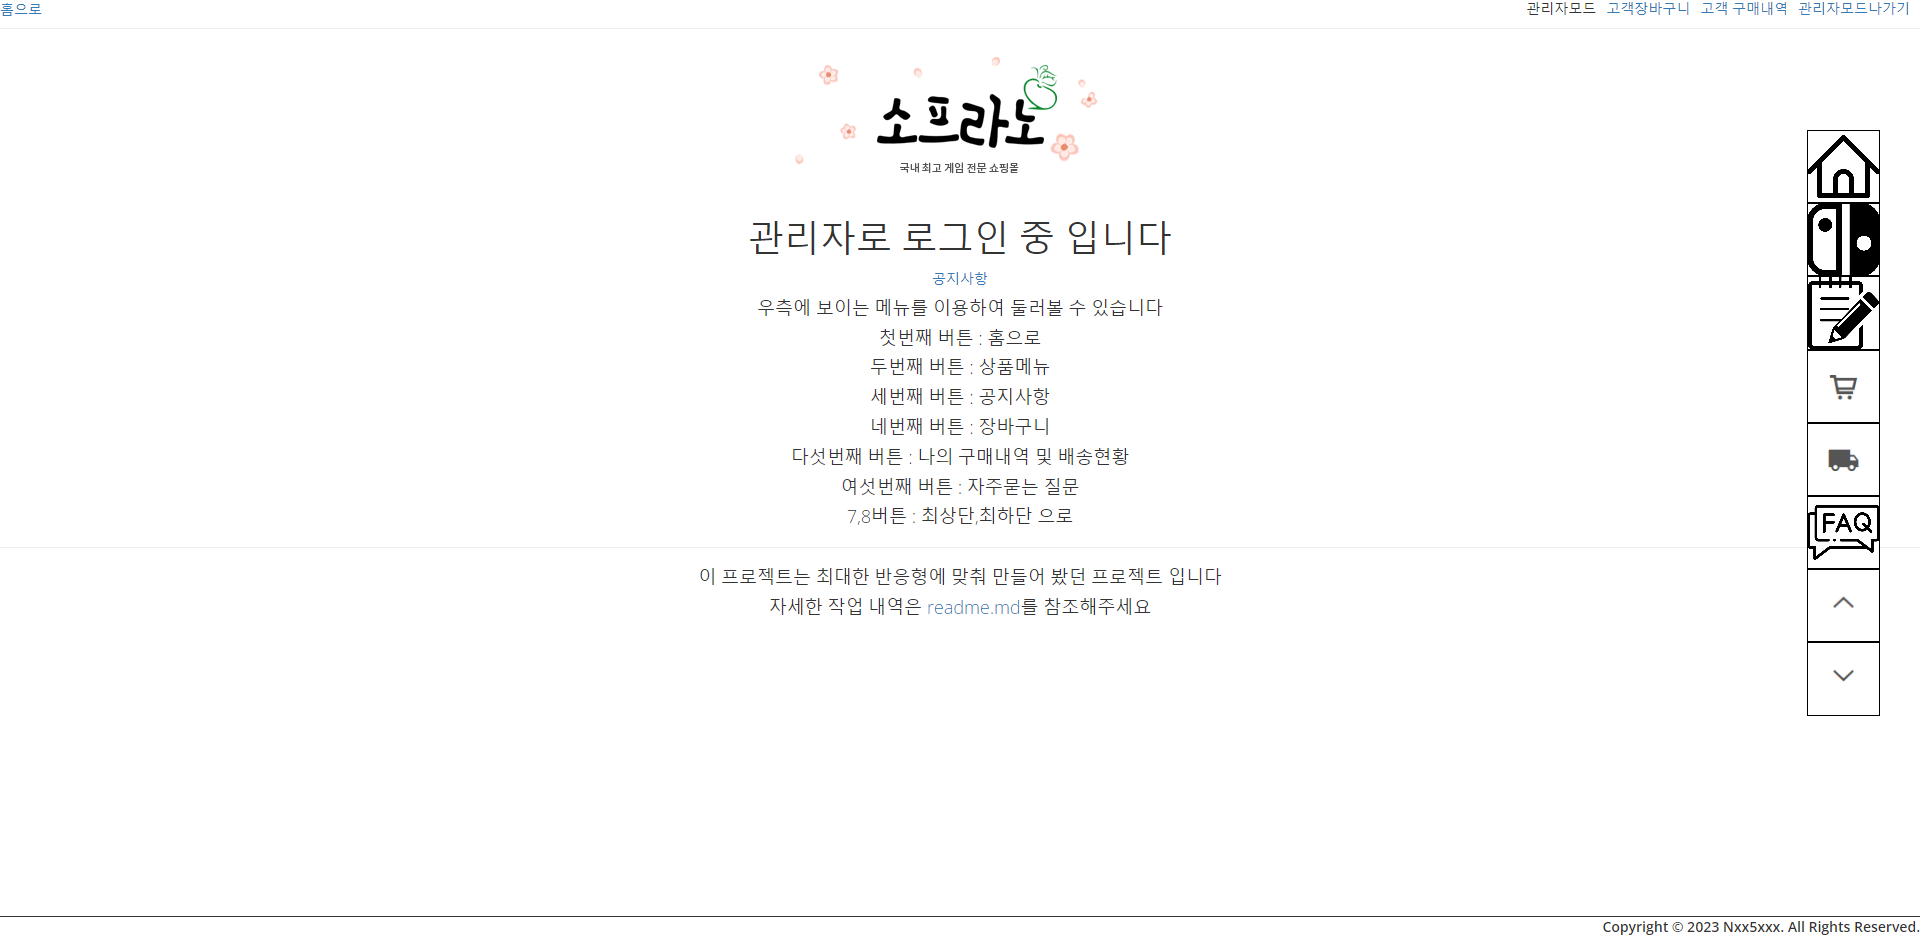 홈으로
관리자모드 고객장바구니 고객 구매내역 관리자모드나가기
소프라노
국내 최고 게임 전문 쇼핑몰
관리자로 로그인 중 입니다
공지사항
우측에 보이는 메뉴를 이용하여 둘러볼 수 있습니다
첫번째 버튼 : 홈으로
두번째 버튼 : 상품메뉴
세번째 버튼 : 공지사항
네번째 버튼 : 장바구니
다섯번째 버튼 : 나의 구매내역 및 배송현황
여섯번째 버튼 : 자주묻는 질문
7,8버튼 : 최상단,최하단 으로
FAQ
이 프로젝트는 최대한 반응형에 맞춰 만들어 봤던 프로젝트 입니다
자세한 작업 내역은 readme.md를 참조해주세요
Copyright © 2023 Nxx5xxx. All Rights Reserved.